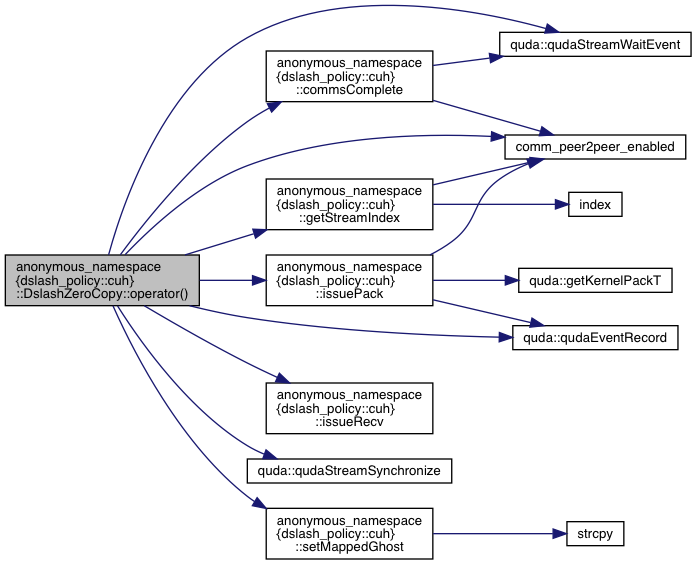 anonymous_namespace
{dslash_policy::cuh}
::DslashZeroCopy::operator()
anonymous_namespace
{dslash_policy.cuh}
::commsComplete
anonymous_namespace
{dslash_policy::cuh}
::getStreamIndex
anonymous_namespace
{dslash_policy::cuh}
::issuePack
anonymous_namespace
{dslash_policy::cuh}
::issueRecv
quda::qudaStreamSynchronize
anonymous_namespace
{dslash_policy::cuh}
::setMappedGhost
quda::qudaStreamWaitEvent
comm_peer2peer_enabled
index
quda::getKernelPackT
quda::qudaEventRecord
strcpy